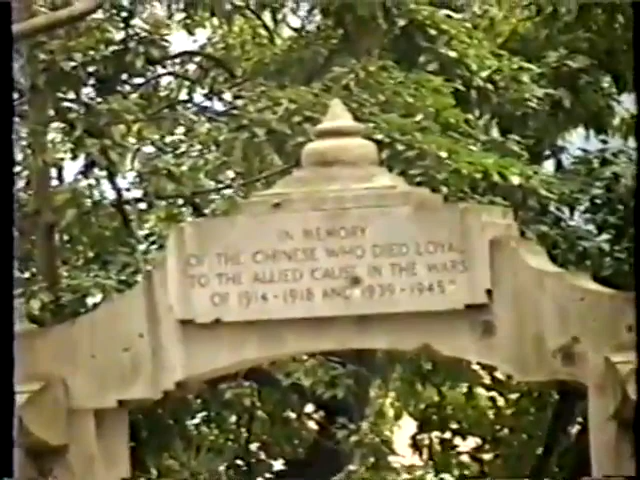 IN MEMORY
OF THE CHINESE WHO DIED LOYAL
TO THE ALLIED CAUSE IN THE WARS
OF 1914-1918 AND 1939-1945"